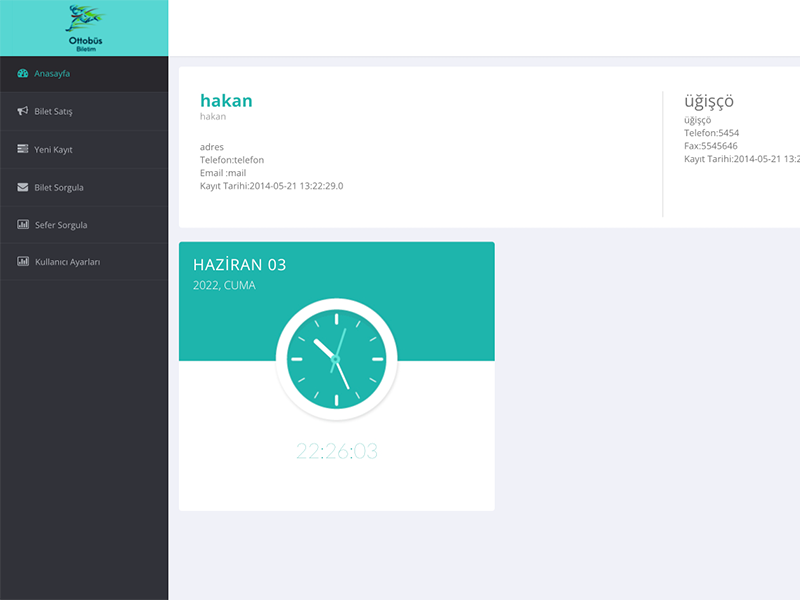 Ottobüs
Biletim
Anasayfa
Bilet Satış
Yeni Kayıt
Bilet Sorgula
Sefer Sorgula
Kullanıcı Ayarları
hakan
hakan
adres
Telefon:telefon
Email :mail
Kayıt Tarihi:2014-05-21 13:22:29.0
üğişçö
üğişçö
Telefon:5454
Fax:5545646
Kayıt Tarihi:2014-05-21 13:2
HAZİRAN 03
2022, CUMA
22:26:03